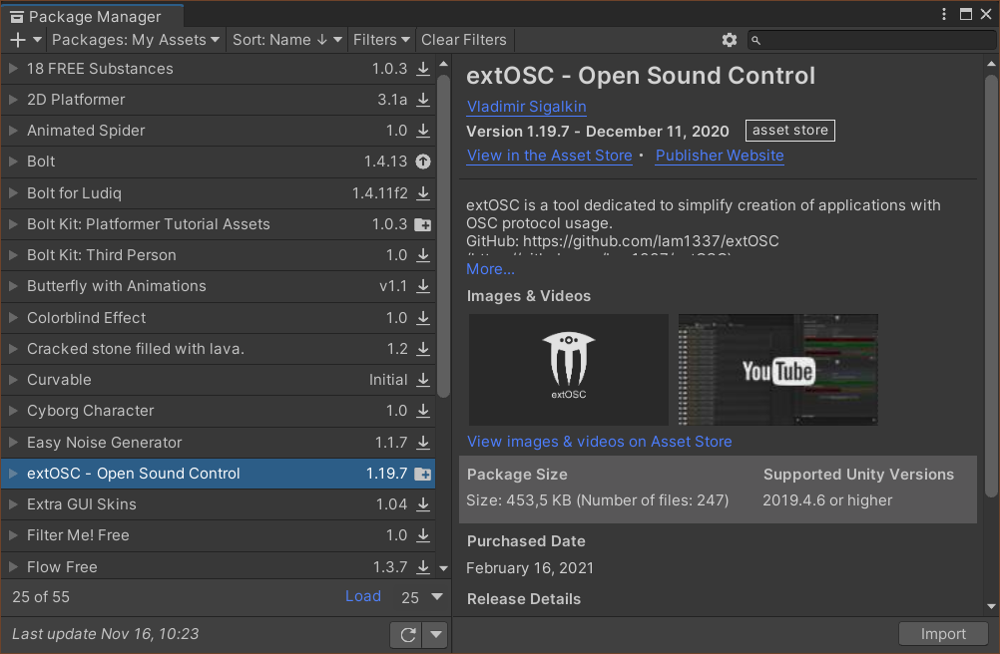 Package Manager
Packages: My Assets Sort: Name ↓ Filters Clear Filters
18 FREE Substances 1.0.3
2D Platformer 3.1a
Animated Spider 1.0
Bolt 1.4.13
Bolt for Ludiq 1.4.11f2
Bolt Kit: Platformer Tutorial Assets 1.0.3
Bolt Kit: Third Person 1.0
Butterfly with Animations v1.1
Colorblind Effect 1.0
Cracked stone filled with lava. 1.2
Curvable Initial
Cyborg Character 1.0
Easy Noise Generator 1.1.7
extOSC - Open Sound Control 1.19.7
Extra GUI Skins 1.04
Filter Me! Free 1.0
Flow Free 1.3.7
25 of 55 Load 25
Last update Nov 16, 10:23
extOSC - Open Sound Control
Vladimir Sigalkin
Version 1.19.7 - December 11, 2020 asset store
View in the Asset Store • Publisher Website
extOSC is a tool dedicated to simplify creation of applications with
OSC protocol usage.
GitHub: https://github.com/Iam1337/extOSC
More...
Images & Videos
extOSC
YouTube
View images & videos on Asset Store
Package Size Supported Unity Versions
Size: 453,5 KB (Number of files: 247) 2019.4.6 or higher
Purchased Date
February 16, 2021
Release Details
Import